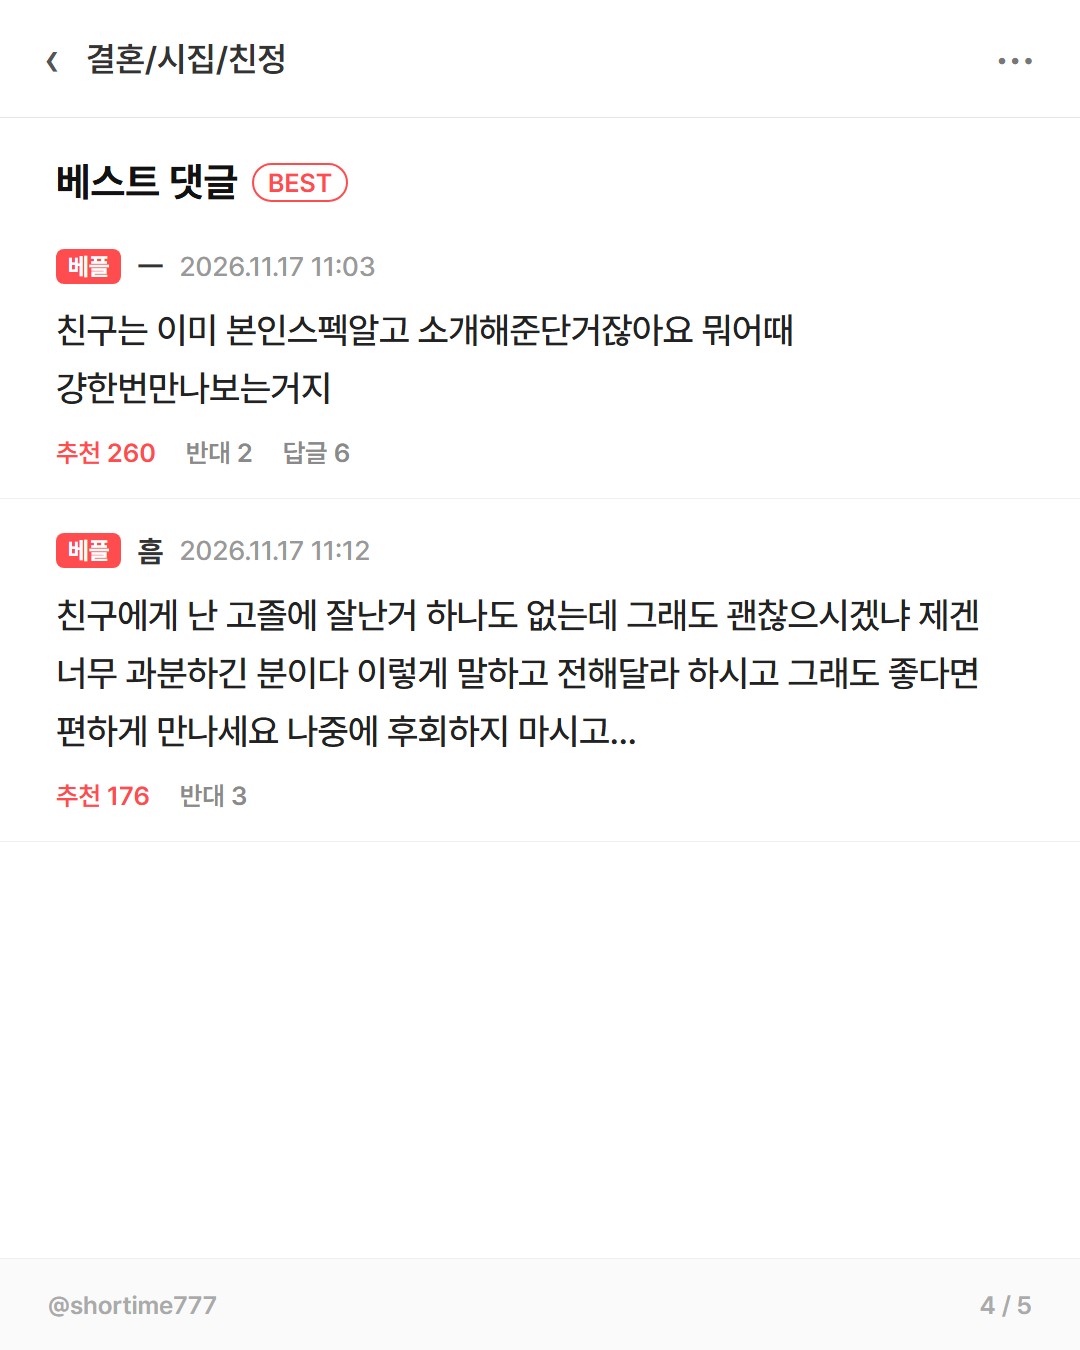 결혼/시집/친정
베스트 댓글 BEST
베플 ㅡ 2026.11.17 11:03
친구는 이미 본인스펙알고 소개해준단거잖아요 뭐어때
걍한번만나보는거지
추천 260 반대 2 답글 6
베플 흠 2026.11.17 11:12
친구에게 난 고졸에 잘난거 하나도 없는데 그래도 괜찮으시겠냐 제겐
너무 과분하긴 분이다 이렇게 말하고 전해달라 하시고 그래도 좋다면
편하게 만나세요 나중에 후회하지 마시고...
추천 176 반대 3
@shortime777
4 / 5